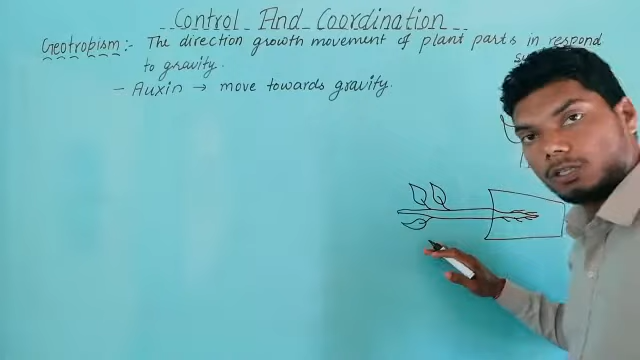 Control And Coordination
Geotropism :- The direction growth movement of plant parts in respond
to gravity.
- Auxin → move towards gravity.